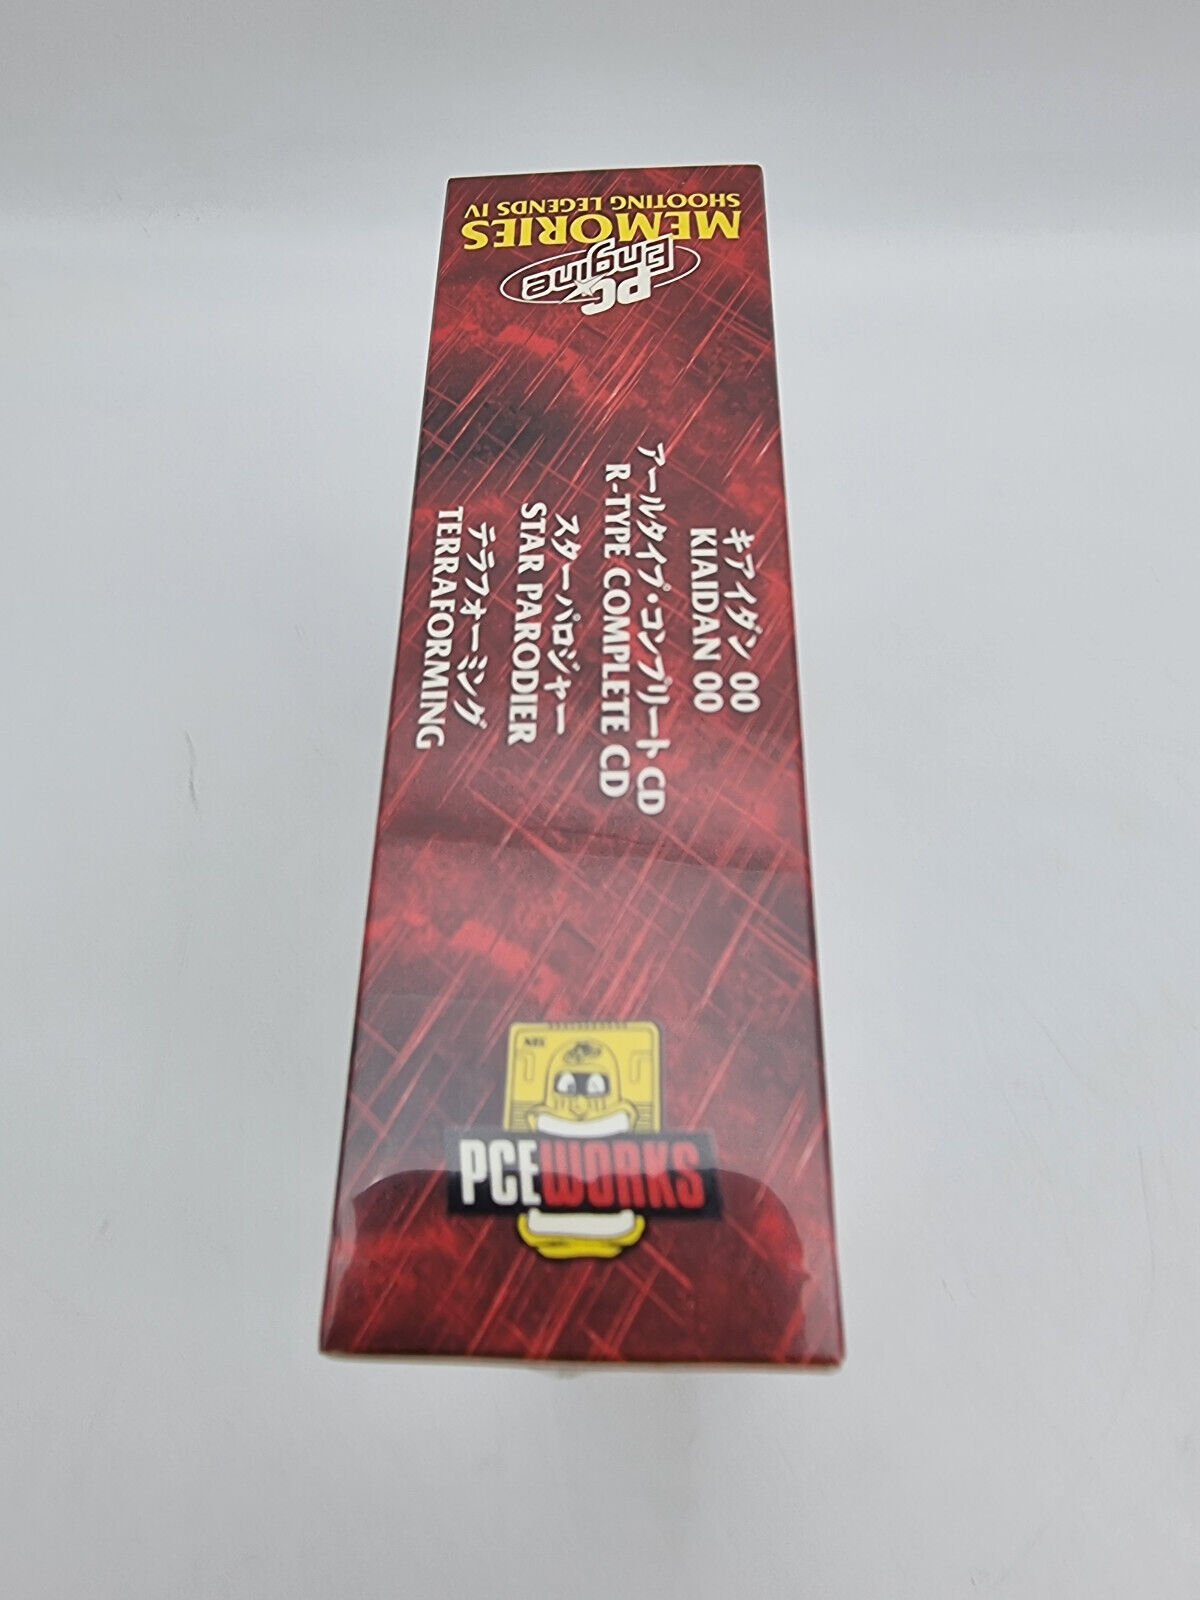 PC Engine
MEMORIES
SHOOTING LEGENDS IV
キアイダン 00
KIAIDAN 00
アールタイプ・コンプリートCD
R-TYPE COMPLETE CD
スターパロジャー
STAR PARODIER
テラフォーミング
TERRAFORMING
NEC
PCEWORKS